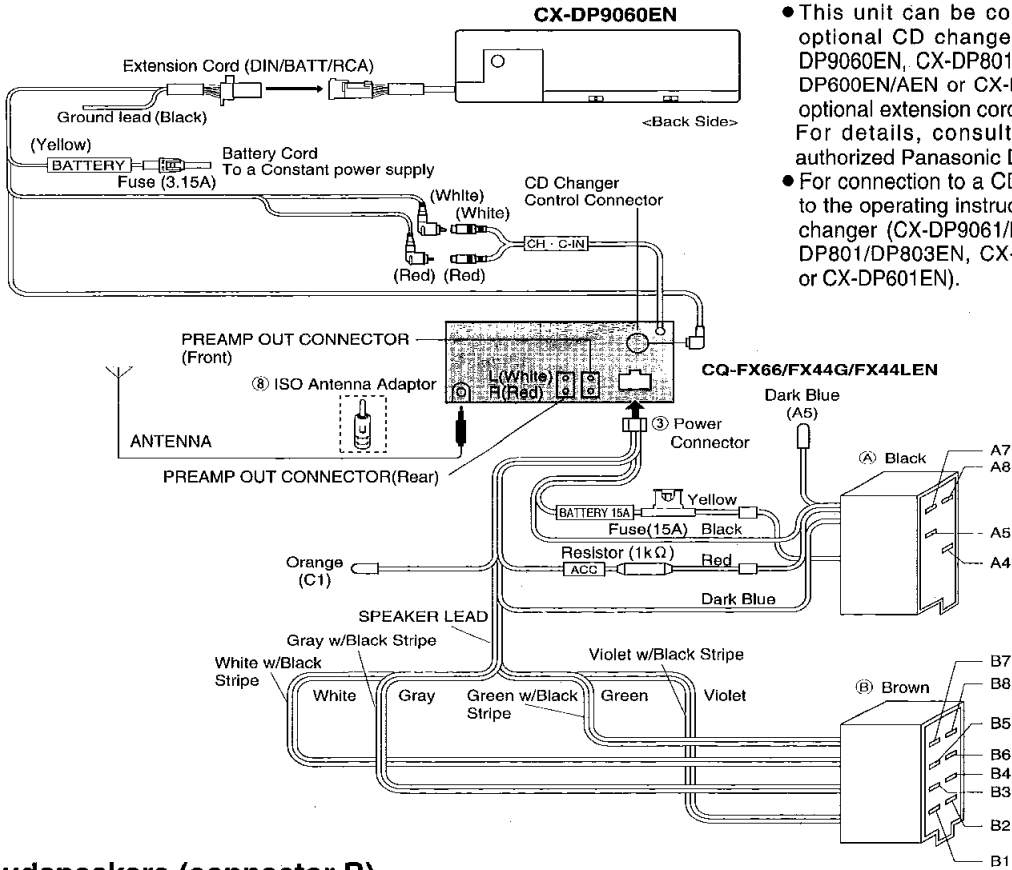 CX-DP9060EN
Extension Cord (DIN/BATT/RCA)
Ground lead (Black)
<Back Side>
(Yellow)
BATTERY
Fuse (3.15A)
Battery Cord
To a Constant power supply
(White)
(White)
CD Changer
Control Connector
CH · C-IN
(Red) (Red)
● This unit can be co
optional CD change
DP9060EN, CX-DP801
DP600EN/AEN or CX-
optional extension cord
For details, consult
authorized Panasonic D
● For connection to a CD
to the operating instruc
changer (CX-DP9061/
DP801/DP803EN, CX-
or CX-DP601EN).
PREAMP OUT CONNECTOR
(Front)
⑧ ISO Antenna Adaptor
L(White)
R(Red)
ANTENNA
PREAMP OUT CONNECTOR(Rear)
CQ-FX66/FX44G/FX44LEN
Dark Blue
(A5)
③ Power
Connector
Ⓐ Black
A7
A8
A5
A4
BATTERY 15A
Yellow
Fuse(15A) Black
Resistor (1kΩ)
ACC
Red
Orange
(C1)
Dark Blue
SPEAKER LEAD
Gray w/Black Stripe
White w/Black
Stripe
White
Gray
Green w/Black
Stripe
Green
Violet w/Black Stripe
Violet
Ⓑ Brown
B7
B8
B5
B6
B4
B3
B2
B1
udspeakers (connector B)